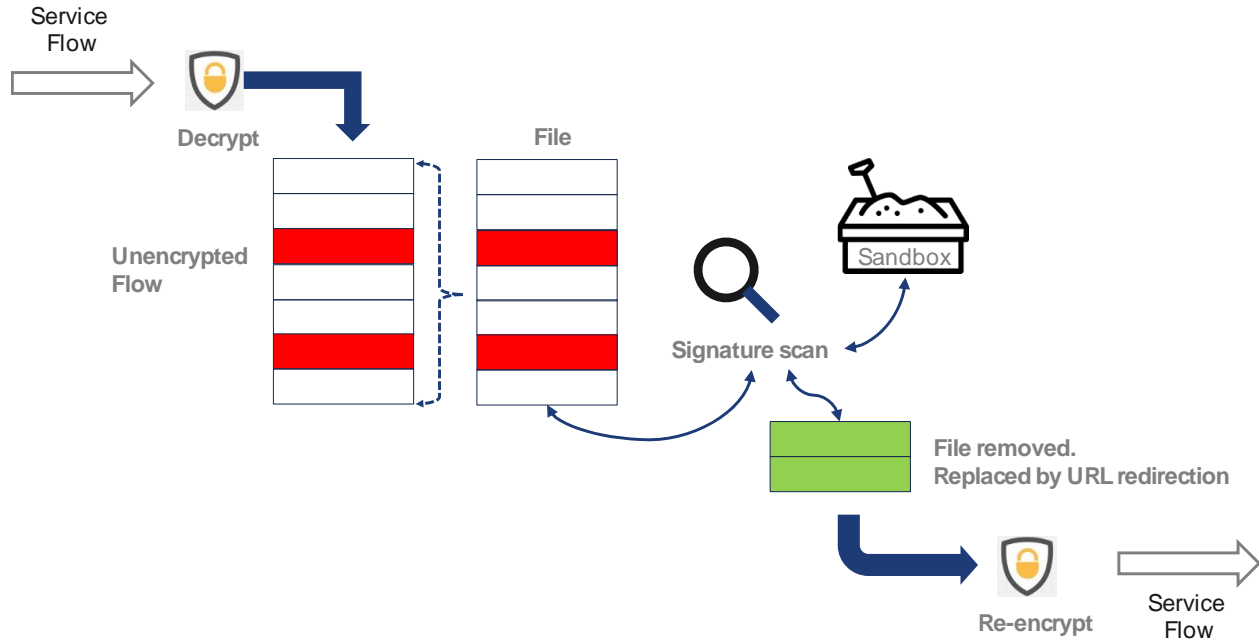 Service
Flow
Decrypt
File
Unencrypted
Flow
Sandbox
Signature scan
File removed.
Replaced by URL redirection
Re-encrypt
Service
Flow